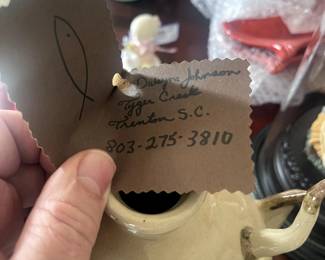 Dwayne Johnson
Tyger Creek
Trenton S.C.
803-275-3810